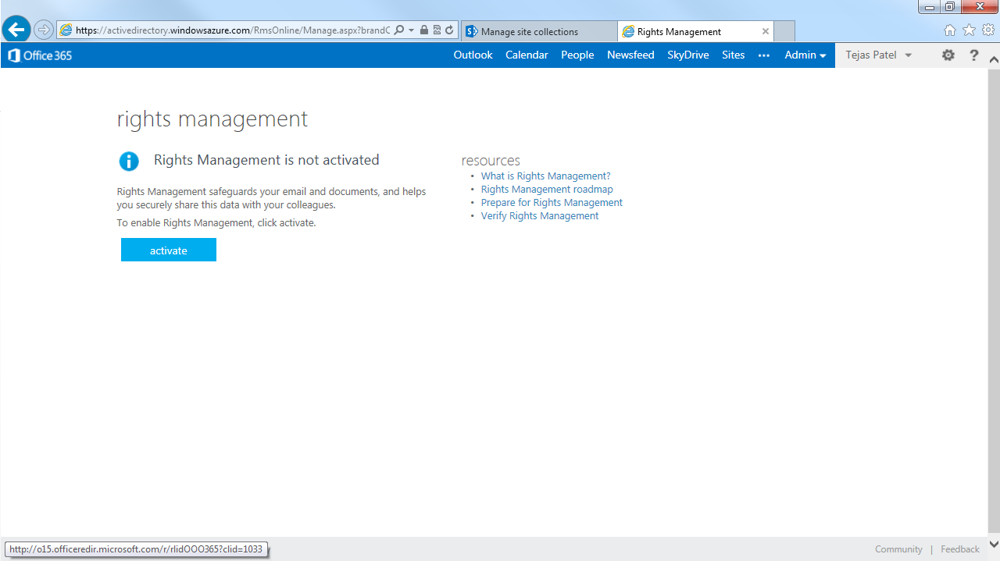 https://activedirectory.windowsazure.com/RmsOnline/Manage.aspx?brandC
Manage site collections
Rights Management
Office 365
Outlook
Calendar
People
Newsfeed
SkyDrive
Sites
Admin
Tejas Patel
rights management
Rights Management is not activated
Rights Management safeguards your email and documents, and helps
you securely share this data with your colleagues.
To enable Rights Management, click activate.
activate
resources
• What is Rights Management?
• Rights Management roadmap
• Prepare for Rights Management
• Verify Rights Management
http://o15.officeredir.microsoft.com/r/rlidOOO365?clid=1033
Community | Feedback